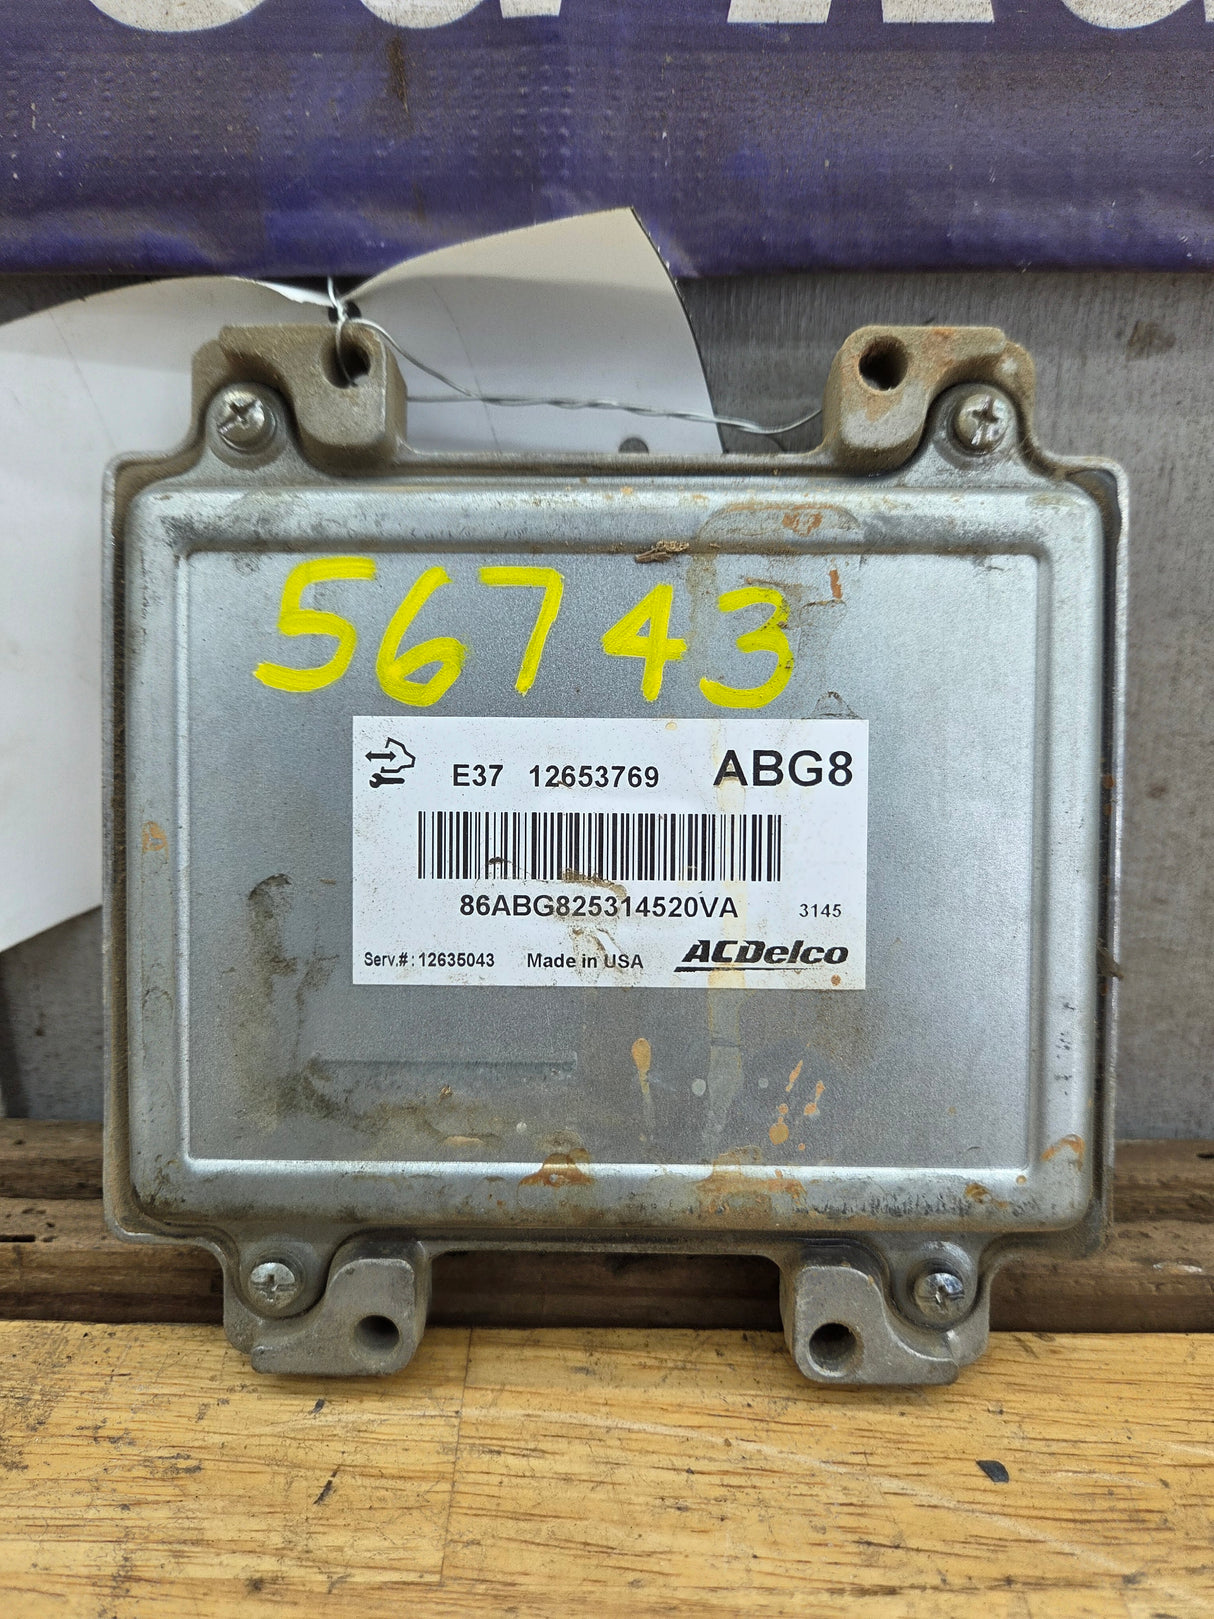 56743
E37 12653769 ABG8
86ABG825314520VA 3145
Serv.#: 12635043 Made in USA ACDelco